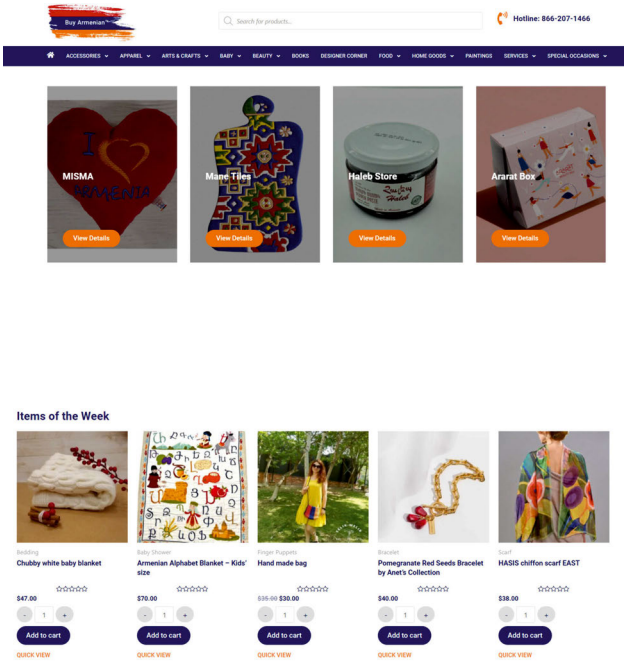 Buy Armenian
Search for products...
Hotline: 866-207-1466
ACCESSORIES
APPAREL
ARTS & CRAFTS
BABY
BEAUTY
BOOKS
DESIGNER CORNER
FOOD
HOME GOODS
PAINTINGS
SERVICES
SPECIAL OCCASIONS
MISMA
View Details
Mane Tiles
View Details
Haleb Store
View Details
Ararat Box
View Details
Items of the Week
Bedding
Chubby white baby blanket
$47.00
- 1 +
Add to cart
QUICK VIEW
Baby Shower
Armenian Alphabet Blanket – Kids'
size
$70.00
- 1 +
Add to cart
QUICK VIEW
Finger Puppets
Hand made bag
$35.00 $30.00
- 1 +
Add to cart
QUICK VIEW
Bracelet
Pomegranate Red Seeds Bracelet
by Anet's Collection
$40.00
- 1 +
Add to cart
QUICK VIEW
Scarf
HASIS chiffon scarf EAST
$38.00
- 1 +
Add to cart
QUICK VIEW